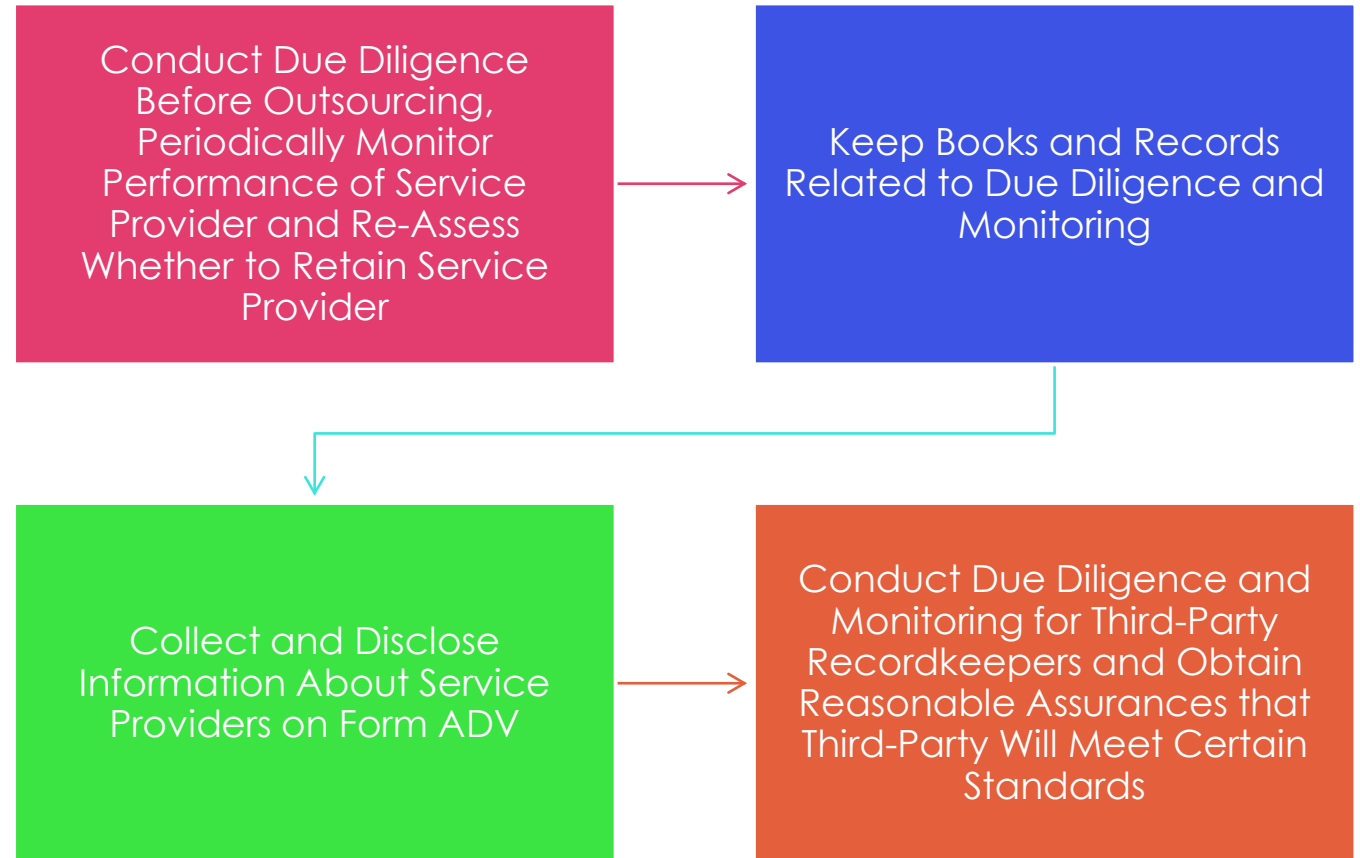 Conduct Due Diligence
Before Outsourcing,
Periodically Monitor
Performance of Service
Provider and Re-Assess
Whether to Retain Service
Provider
Keep Books and Records
Related to Due Diligence and
Monitoring
Collect and Disclose
Information About Service
Providers on Form ADV
Conduct Due Diligence and
Monitoring for Third-Party
Recordkeepers and Obtain
Reasonable Assurances that
Third-Party Will Meet Certain
Standards